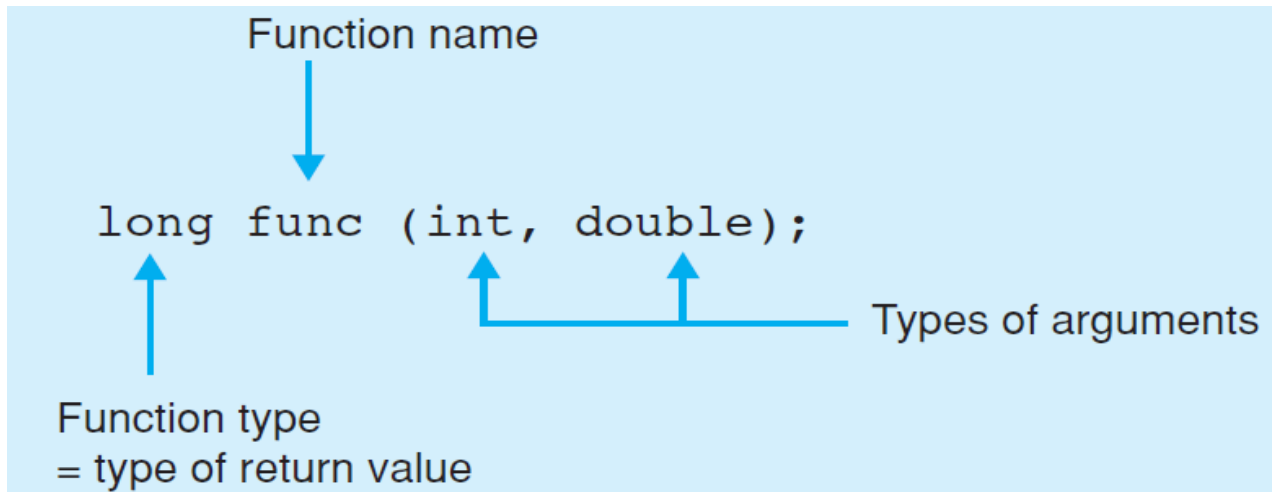 Function name
long func (int, double);
Types of arguments
Function type
= type of return value